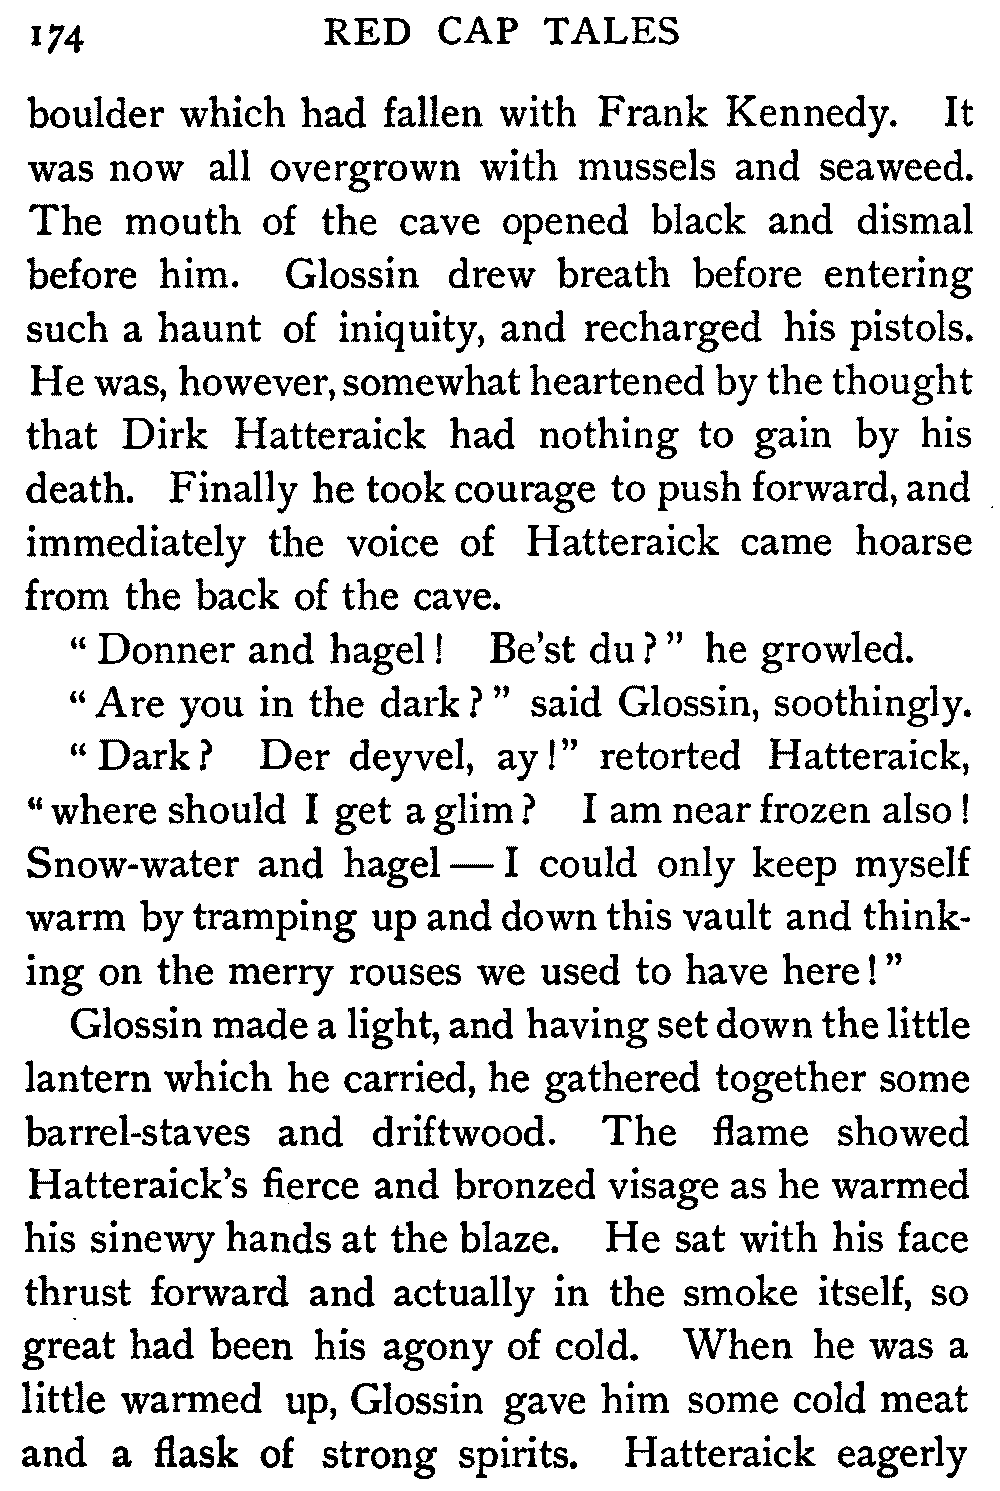 174 RED CAP TALES
boulder which had fallen with Frank Kennedy. It
was now all overgrown with mussels and seaweed.
The mouth of the cave opened black and dismal
before him. Glossin drew breath before entering
such a haunt of iniquity, and recharged his pistols.
He was, however, somewhat heartened by the thought
that Dirk Hatteraick had nothing to gain by his
death. Finally he took courage to push forward, and
immediately the voice of Hatteraick came hoarse
from the back of the cave.
“Donner and hagel! Be'st du?” he growled.
“Are you in the dark?” said Glossin, soothingly.
“Dark? Der deyvel, ay!” retorted Hatteraick,
“where should I get a glim? I am near frozen also!
Snow-water and hagel—I could only keep myself
warm by tramping up and down this vault and think-
ing on the merry rouses we used to have here!”
Glossin made a light, and having set down the little
lantern which he carried, he gathered together some
barrel-staves and driftwood. The flame showed
Hatteraick's fierce and bronzed visage as he warmed
his sinewy hands at the blaze. He sat with his face
thrust forward and actually in the smoke itself, so
great had been his agony of cold. When he was a
little warmed up, Glossin gave him some cold meat
and a flask of strong spirits. Hatteraick eagerly